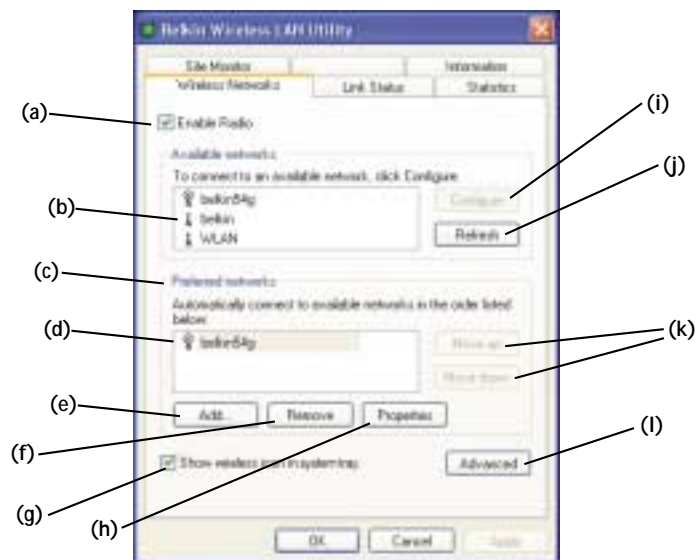 Belkin Wireless LAN Utility
Site Monitor
Information
Wireless Networks
Link Status
Statistics
(a)
Enable Radio
(i)
Available networks
To connect to an available network, click Configure
(j)
belkin54g
Configure
(b)
belkin
WLAN
Refresh
(c)
Preferred networks
Automatically connect to available networks in the order listed
below
(d)
belkin54g
Move up
(k)
Move down
(e)
Add...
Remove
Properties
(f)
(l)
Show wireless icon in system tray
Advanced
(g)
(h)
OK
Cancel
Apply